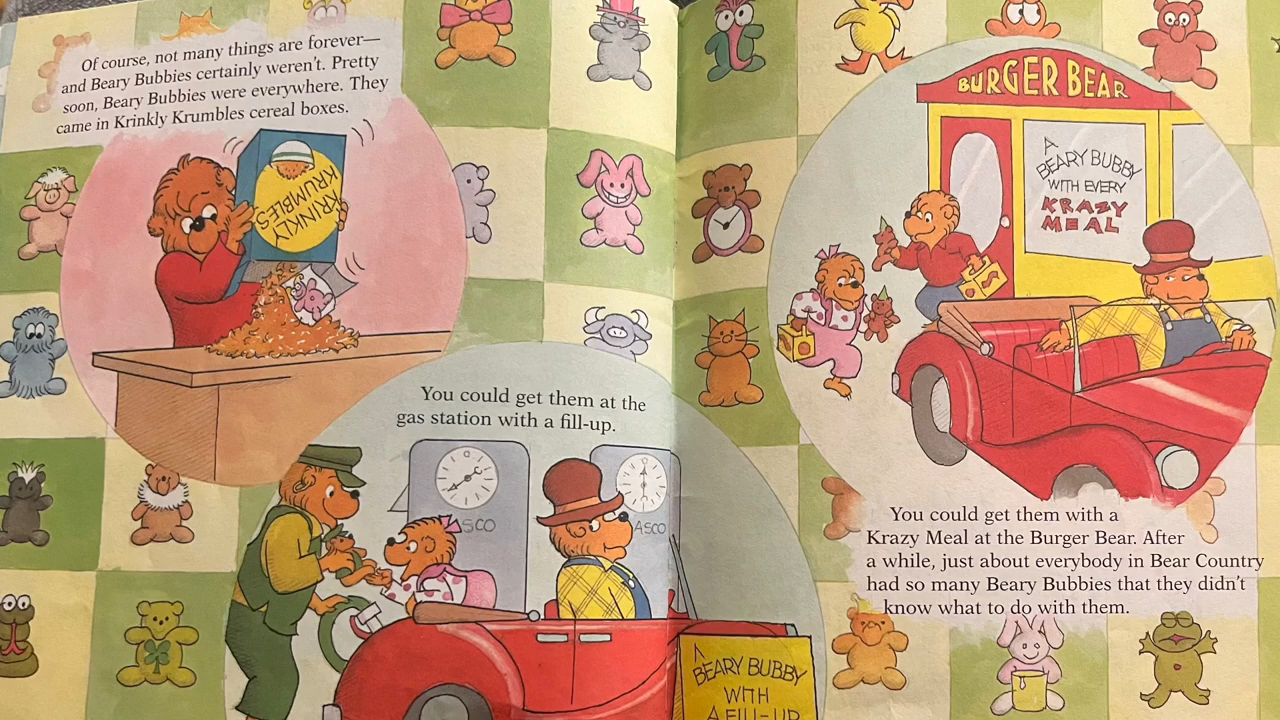 Of course, not many things are forever—
and Beary Bubbies certainly weren't. Pretty
soon, Beary Bubbies were everywhere. They
came in Krinkly Krumbles cereal boxes.
KRINKLY
KRUMBLES
You could get them at the
gas station with a fill-up.
ASCO
ASCO
A
BEARY BUBBY
WITH
A FILL-UP
BURGER BEAR
A
BEARY BUBBY
WITH EVERY
KRAZY
MEAL
You could get them with a
Krazy Meal at the Burger Bear. After
a while, just about everybody in Bear Country
had so many Beary Bubbies that they didn't
know what to do with them.